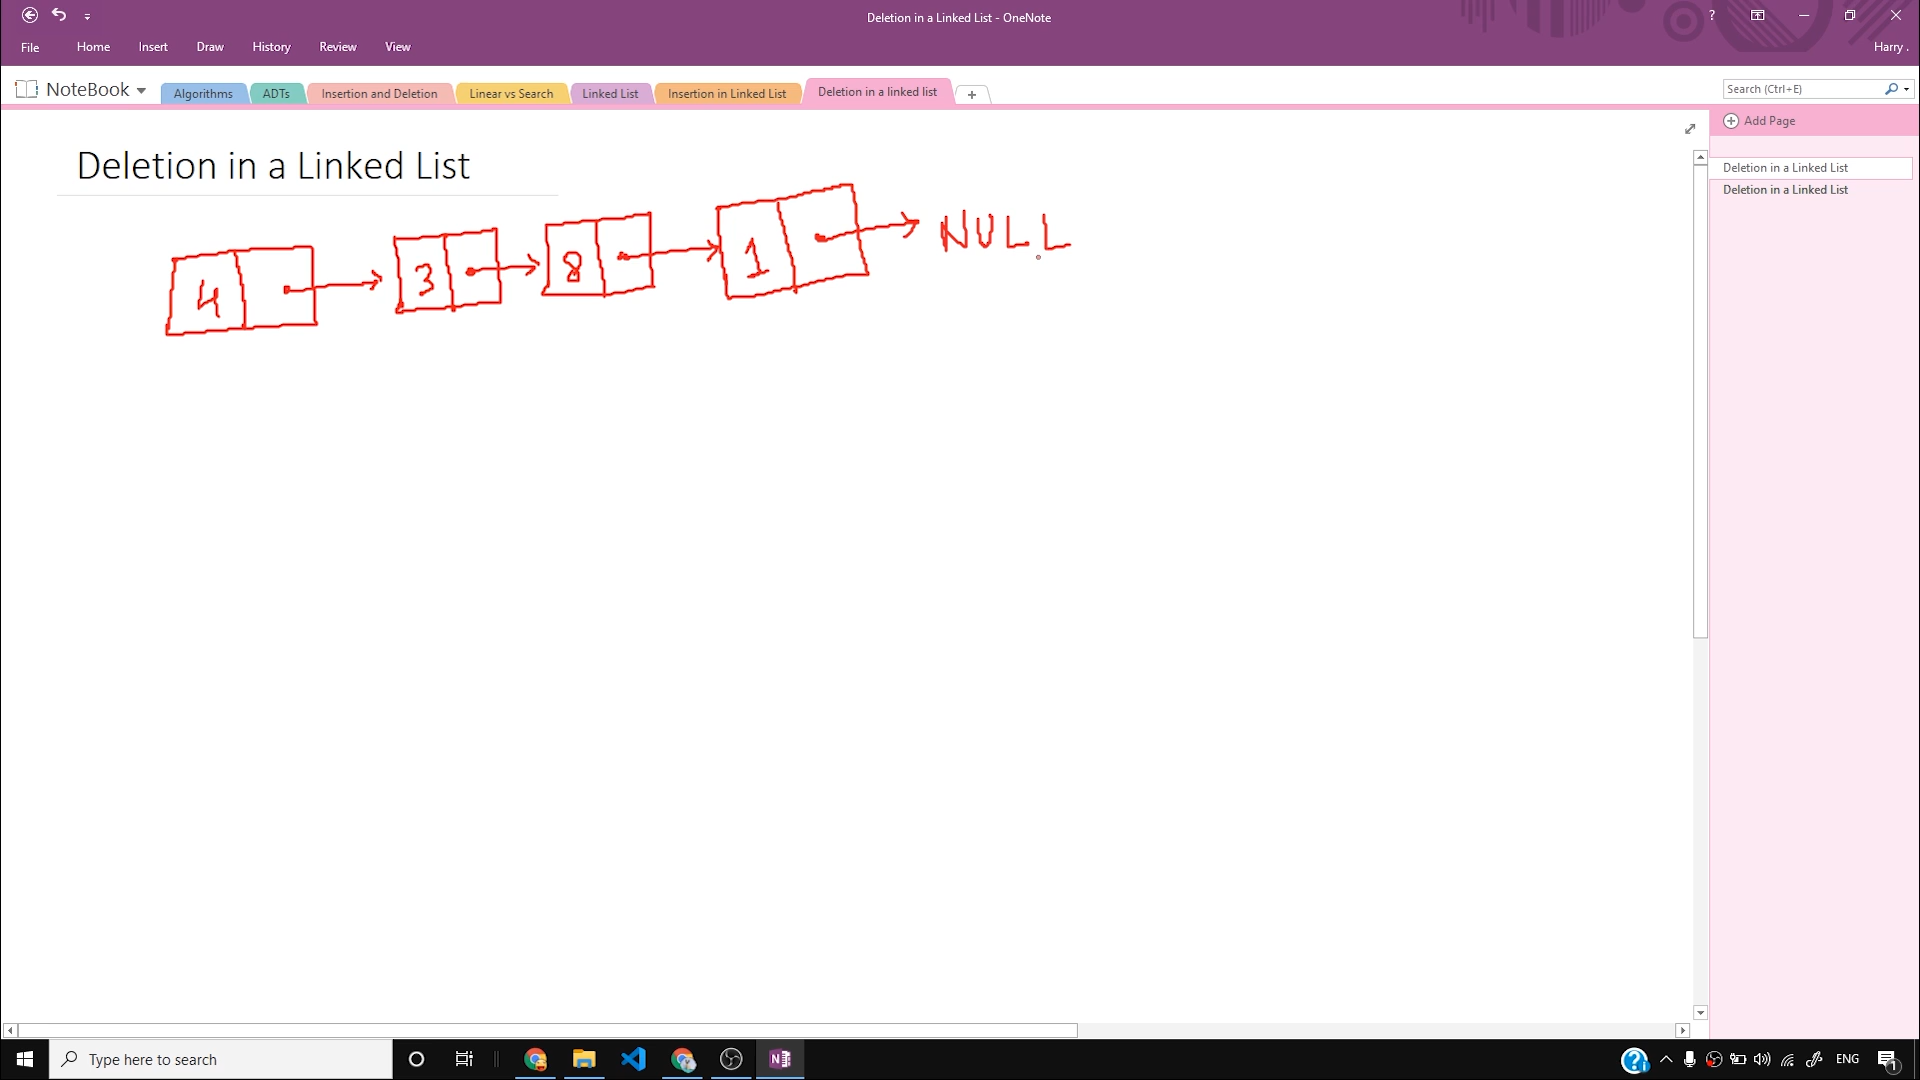 Deletion in a Linked List - OneNote
?
File Home Insert Draw History Review View
Harry .
NoteBook
Algorithms ADTs Insertion and Deletion Linear vs Search Linked List Insertion in Linked List Deletion in a linked list
Search (Ctrl+E)
Add Page
Deletion in a Linked List
Deletion in a Linked List
Deletion in a Linked List
4 3 8 1 NULL
Type here to search
N
?
ENG
1